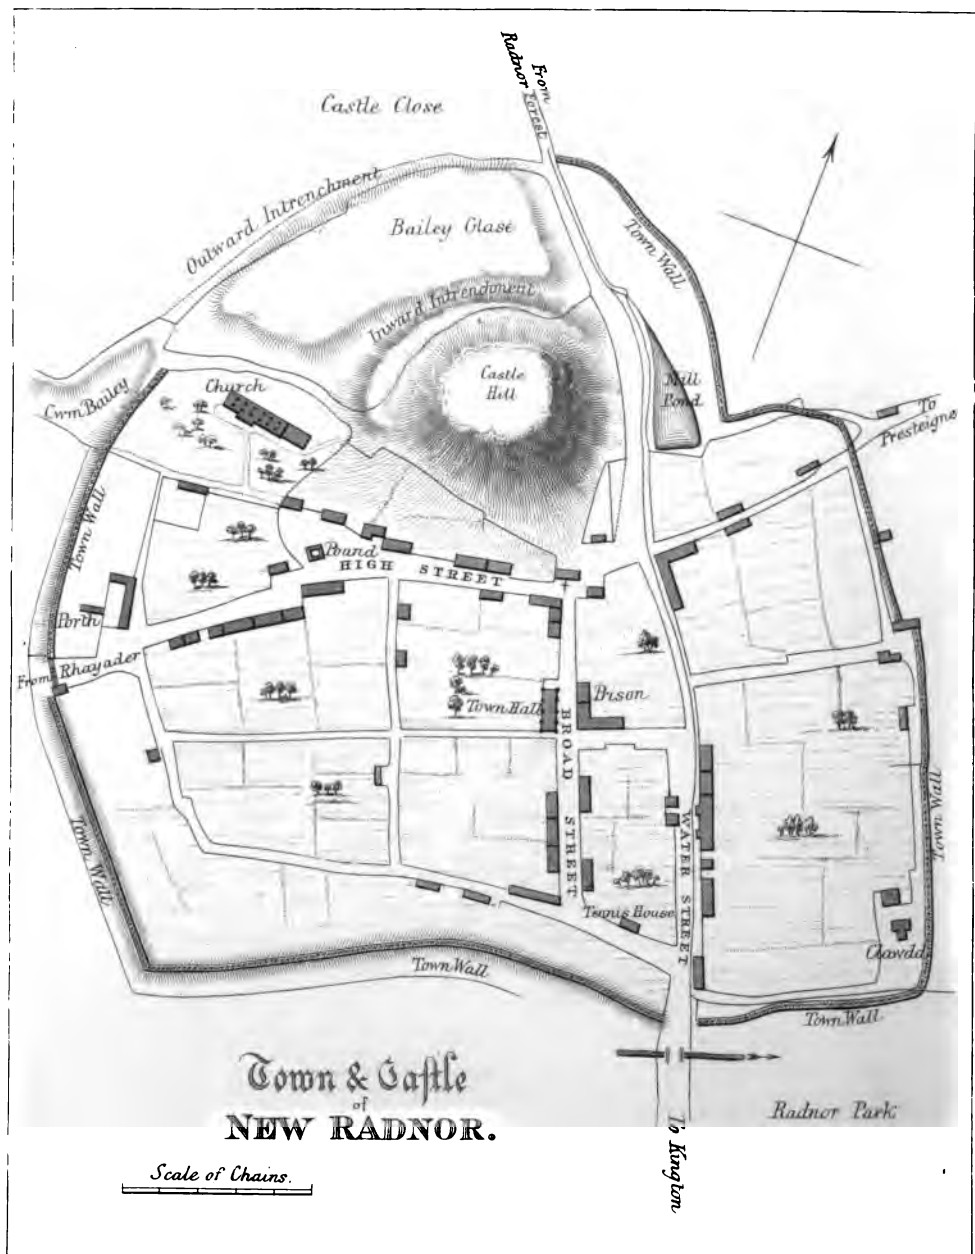 From
Radnor Forest
Castle Close
Outward Intrenchment
Bailey Glase
Town Wall
Inward Intrenchment
Castle
Hill
Cwm Bailey
Church
Mill
Pond
To
Presteigne
Town Wall
Pound
HIGH STREET
Porth
From Rhayader
Town Hall
Prison
BROAD STREET
WATER STREET
Town Wall
Town Wall
Tennis House
Clawdd
Town Wall
Town Wall
Town & Castle
of
NEW RADNOR.
Radnor Park
To Kington
Scale of Chains.